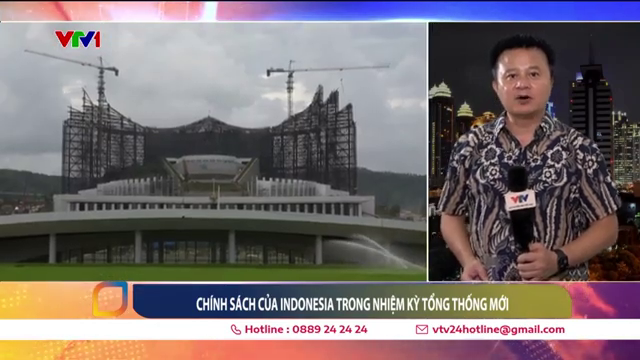 VTV1
VTV
CHÍNH SÁCH CỦA INDONESIA TRONG NHIỆM KỲ TỔNG THỐNG MỚI
Hotline : 0889 24 24 24
vtv24hotline@gmail.com